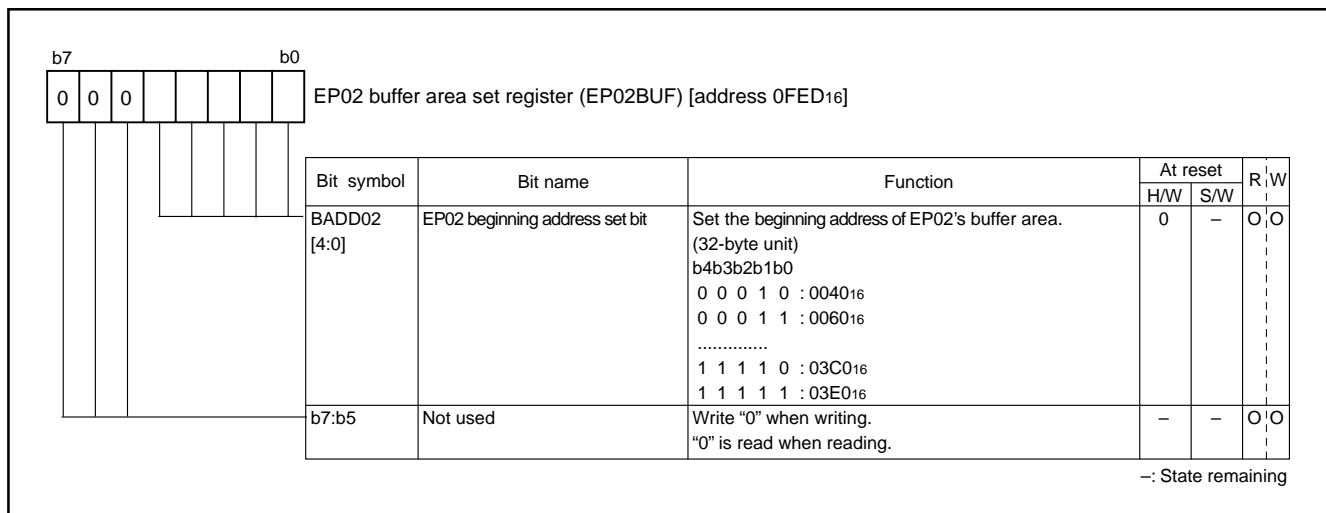 b7 b0
0 0 0 EP02 buffer area set register (EP02BUF) [address 0FED16]
Bit symbol Bit name Function At reset R W
H/W S/W
BADD02 EP02 beginning address set bit Set the beginning address of EP02's buffer area. 0 – O O
[4:0] (32-byte unit)
b4b3b2b1b0
0 0 0 1 0 : 004016
0 0 0 1 1 : 006016
..............
1 1 1 1 0 : 03C016
1 1 1 1 1 : 03E016
b7:b5 Not used Write “0” when writing. – – O O
“0” is read when reading.
–: State remaining